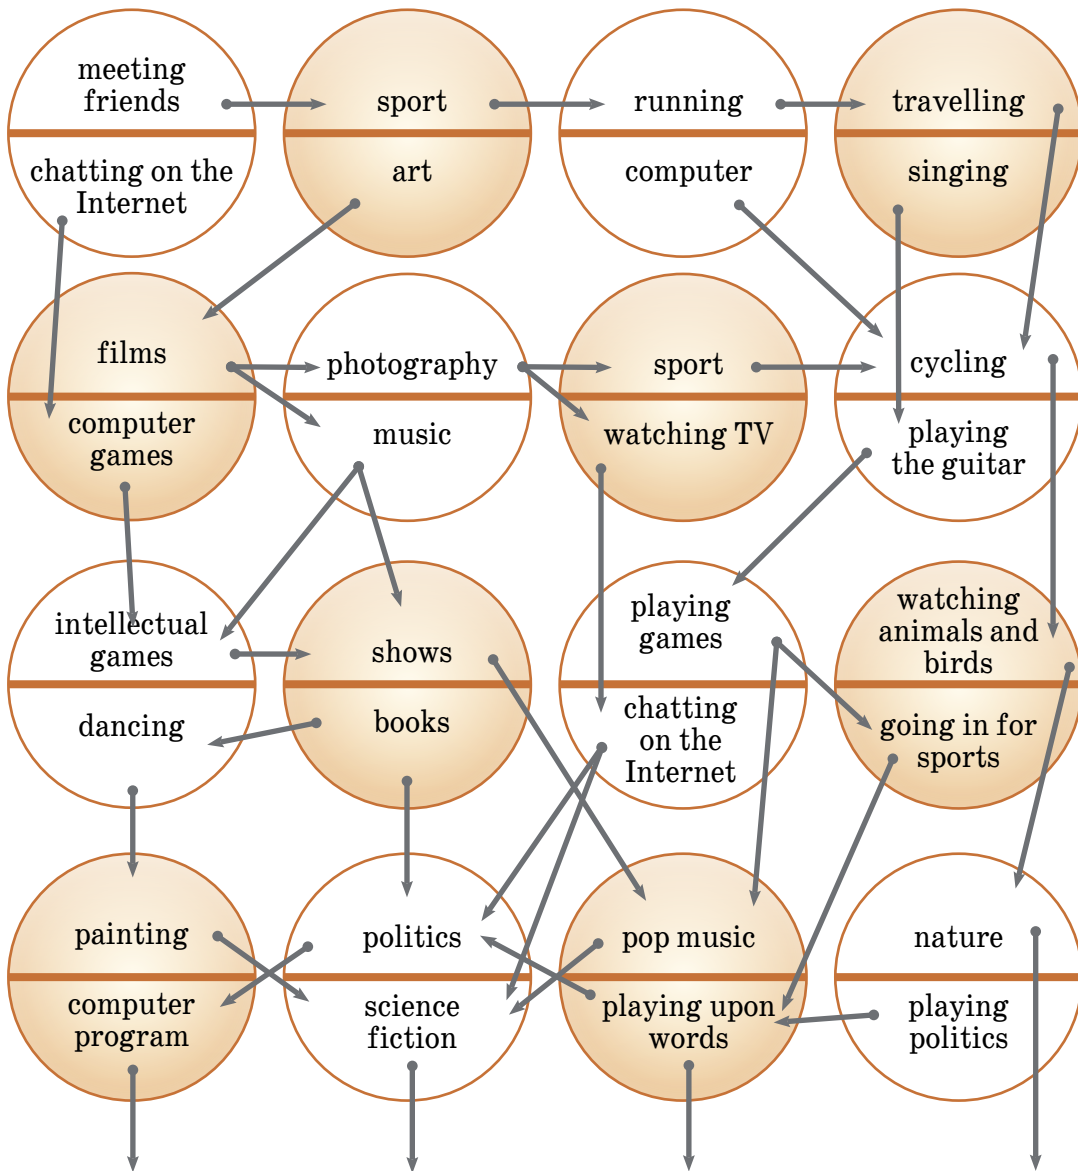 meeting
friends
chatting on the
Internet
sport
art
running
computer
travelling
singing
films
computer
games
photography
music
sport
watching TV
cycling
playing
the guitar
intellectual
games
dancing
shows
books
playing
games
chatting
on the
Internet
watching
animals and
birds
going in for
sports
painting
computer
program
politics
science
fiction
pop music
playing upon
words
nature
playing
politics